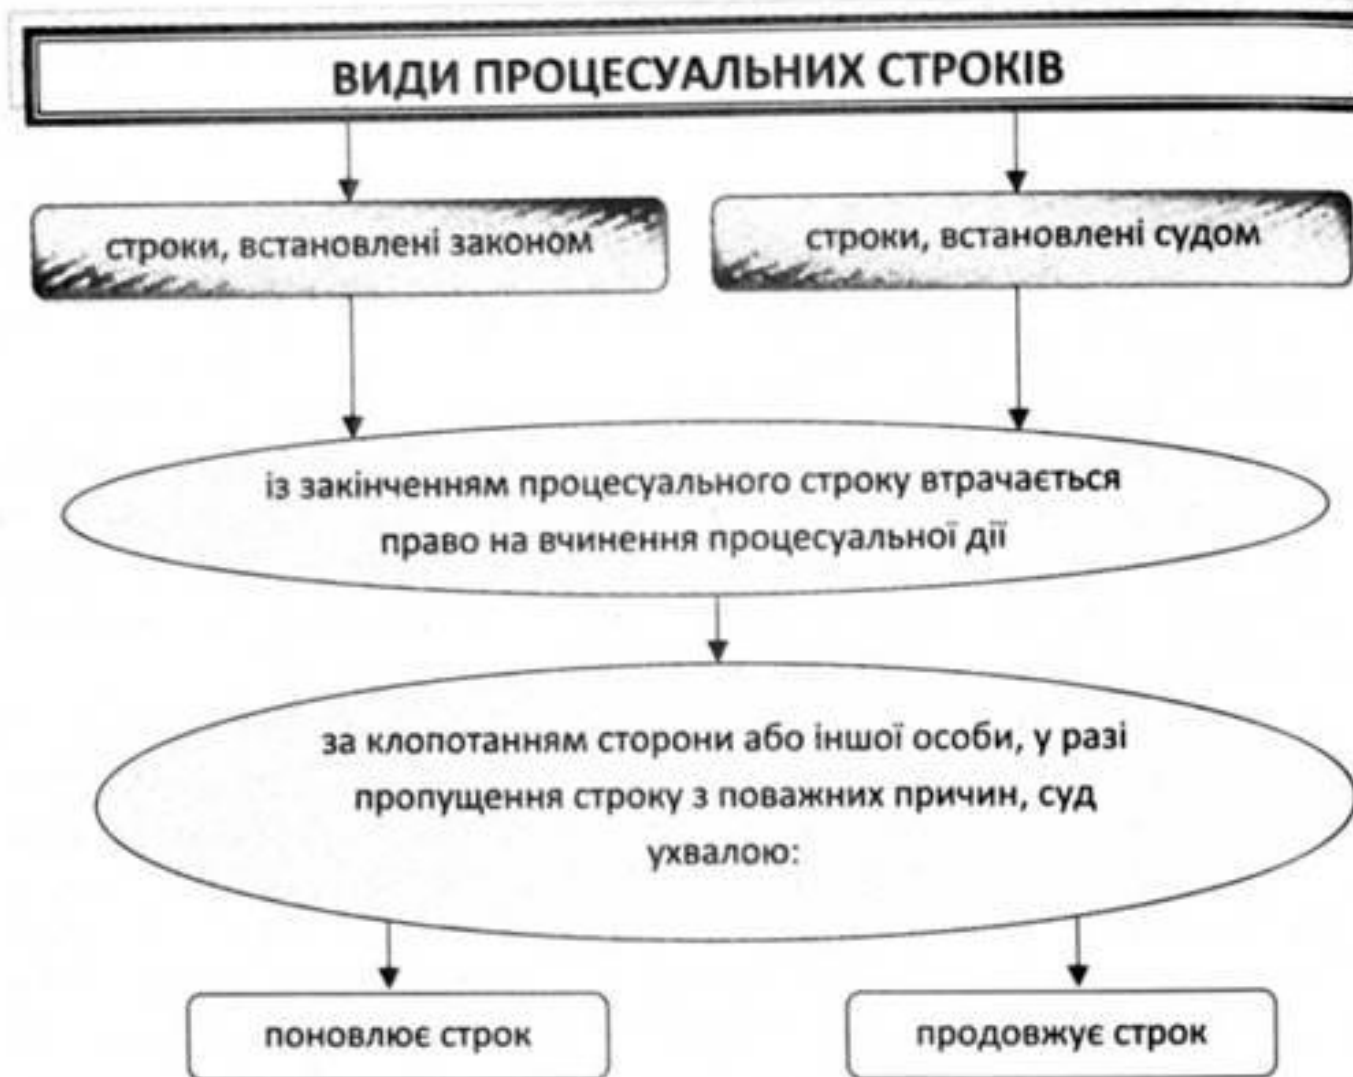 ВИДИ ПРОЦЕСУАЛЬНИХ СТРОКІВ
строки, встановлені законом
строки, встановлені судом
із закінченням процесуального строку втрачається
право на вчинення процесуальної дії
за клопотанням сторони або іншої особи, у разі
пропущення строку з поважних причин, суд
ухвалою:
поновлює строк
продовжує строк